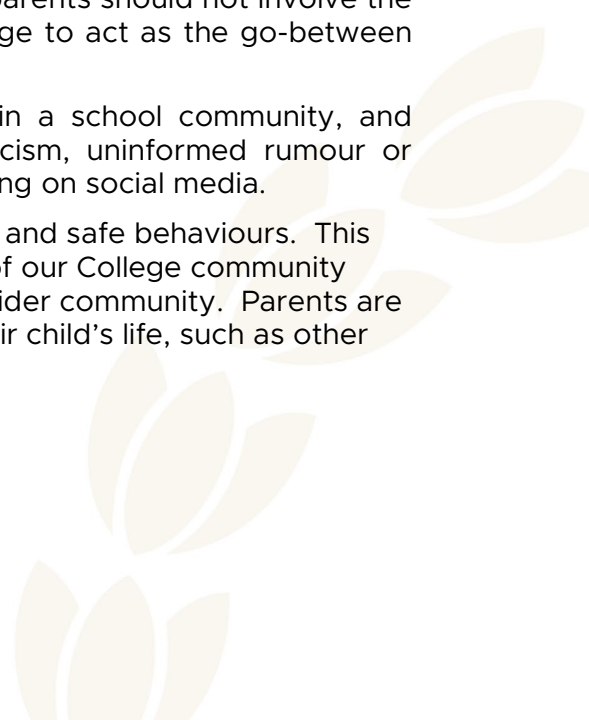 parents should not involve the
ge to act as the go-between
in a school community, and
cism, uninformed rumour or
ng on social media.
and safe behaviours.  This
of our College community
ider community.  Parents are
ir child’s life, such as other